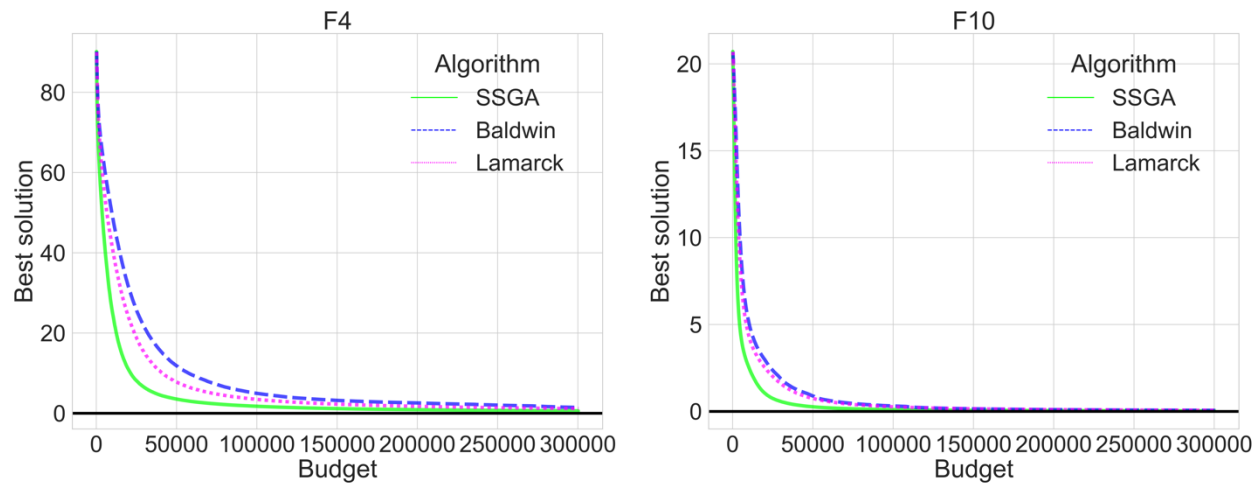 F4
Best solution
80
60
40
20
0
Algorithm
SSGA
Baldwin
Lamarck
0 50000 100000 150000 200000 250000 300000
Budget
F10
Best solution
20
15
10
5
0
Algorithm
SSGA
Baldwin
Lamarck
0 50000 100000 150000 200000 250000 300000
Budget